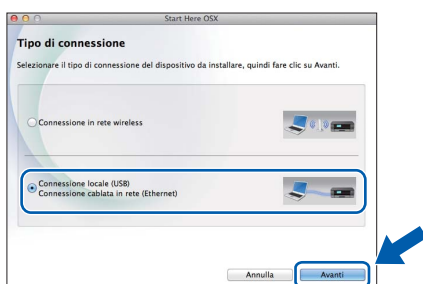 Start Here OSX
Tipo di connessione
Selezionare il tipo di connessione del dispositivo da installare, quindi fare clic su Avanti.
Connessione in rete wireless
Connessione locale (USB)
Connessione cablata in rete (Ethernet)
Annulla Avanti